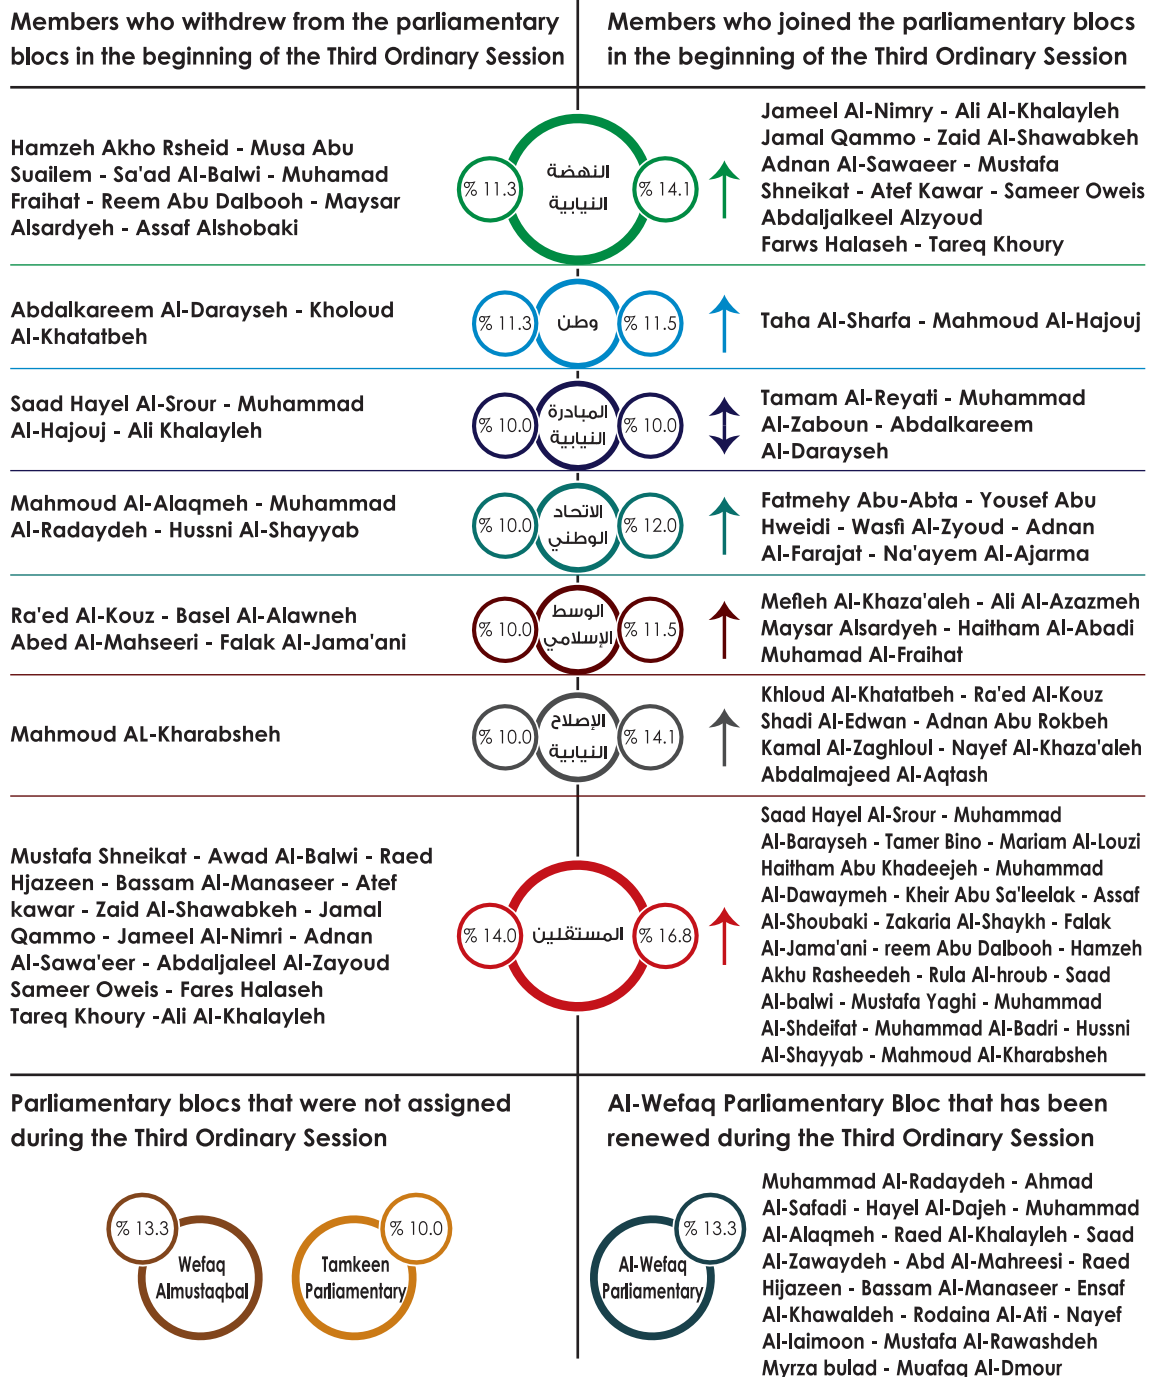 Members who withdrew from the parliamentary
blocs in the beginning of the Third Ordinary Session
Members who joined the parliamentary blocs
in the beginning of the Third Ordinary Session
Hamzeh Akho Rsheid - Musa Abu
Suailem - Sa'ad Al-Balwi - Muhamad
Fraihat - Reem Abu Dalbooh - Maysar
Alsardyeh - Assaf Alshobaki
% 11.3
النهضة
النيابية
% 14.1
Jameel Al-Nimry - Ali Al-Khalayleh
Jamal Qammo - Zaid Al-Shawabkeh
Adnan Al-Sawaeer - Mustafa
Shneikat - Atef Kawar - Sameer Oweis
Abdaljalkeel Alzyoud
Farws Halaseh - Tareq Khoury
Abdalkareem Al-Darayseh - Kholoud
Al-Khatatbeh
% 11.3
وطن
% 11.5
Taha Al-Sharfa - Mahmoud Al-Hajouj
Saad Hayel Al-Srour - Muhammad
Al-Hajouj - Ali Khalayleh
% 10.0
المبادرة
النيابية
% 10.0
Tamam Al-Reyati - Muhammad
Al-Zaboun - Abdalkareem
Al-Darayseh
Mahmoud Al-Alaqmeh - Muhammad
Al-Radaydeh - Hussni Al-Shayyab
% 10.0
الاتحاد
الوطني
% 12.0
Fatmehy Abu-Abta - Yousef Abu
Hweidi - Wasfi Al-Zyoud - Adnan
Al-Farajat - Na'ayem Al-Ajarma
Ra'ed Al-Kouz - Basel Al-Alawneh
Abed Al-Mahseeri - Falak Al-Jama'ani
% 10.0
الوسط
الإسلامي
% 11.5
Mefleh Al-Khaza'aleh - Ali Al-Azazmeh
Maysar Alsardyeh - Haitham Al-Abadi
Muhamad Al-Fraihat
Mahmoud AL-Kharabsheh
% 10.0
الإصلاح
النيابية
% 14.1
Khloud Al-Khatatbeh - Ra'ed Al-Kouz
Shadi Al-Edwan - Adnan Abu Rokbeh
Kamal Al-Zaghloul - Nayef Al-Khaza'aleh
Abdalmajeed Al-Aqtash
Mustafa Shneikat - Awad Al-Balwi - Raed
Hjazeen - Bassam Al-Manaseer - Atef
kawar - Zaid Al-Shawabkeh - Jamal
Qammo - Jameel Al-Nimri - Adnan
Al-Sawa'eer - Abdaljaleel Al-Zayoud
Sameer Oweis - Fares Halaseh
Tareq Khoury -Ali Al-Khalayleh
% 14.0
المستقلين
% 16.8
Saad Hayel Al-Srour - Muhammad
Al-Barayseh - Tamer Bino - Mariam Al-Louzi
Haitham Abu Khadeejeh - Muhammad
Al-Dawaymeh - Kheir Abu Sa'leelak - Assaf
Al-Shoubaki - Zakaria Al-Shaykh - Falak
Al-Jama'ani - reem Abu Dalbooh - Hamzeh
Akhu Rasheedeh - Rula Al-hroub - Saad
Al-balwi - Mustafa Yaghi - Muhammad
Al-Shdeifat - Muhammad Al-Badri - Hussni
Al-Shayyab - Mahmoud Al-Kharabsheh
Parliamentary blocs that were not assigned
during the Third Ordinary Session
% 13.3
Wefaq
Almustaqbal
% 10.0
Tamkeen
Parliamentary
Al-Wefaq Parliamentary Bloc that has been
renewed during the Third Ordinary Session
% 13.3
Al-Wefaq
Parliamentary
Muhammad Al-Radaydeh - Ahmad
Al-Safadi - Hayel Al-Dajeh - Muhammad
Al-Alaqmeh - Raed Al-Khalayleh - Saad
Al-Zawaydeh - Abd Al-Mahreesi - Raed
Hijazeen - Bassam Al-Manaseer - Ensaf
Al-Khawaldeh - Rodaina Al-Ati - Nayef
Al-laimoon - Mustafa Al-Rawashdeh
Myrza bulad - Muafaq Al-Dmour